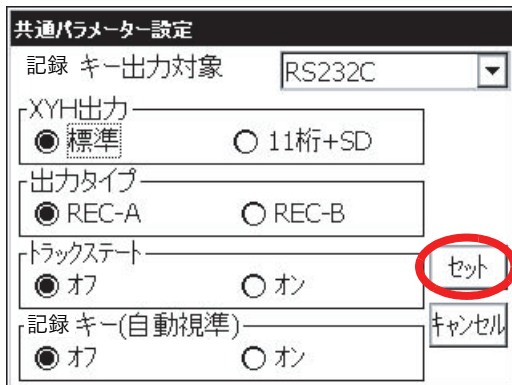 共通パラメーター設定
記録 キー出力対象 RS232C
XYH出力
標準 11桁+SD
出力タイプ
REC-A REC-B
トラックステート
オフ オン
セット
記録 キー(自動視準)
オフ オン
キャンセル